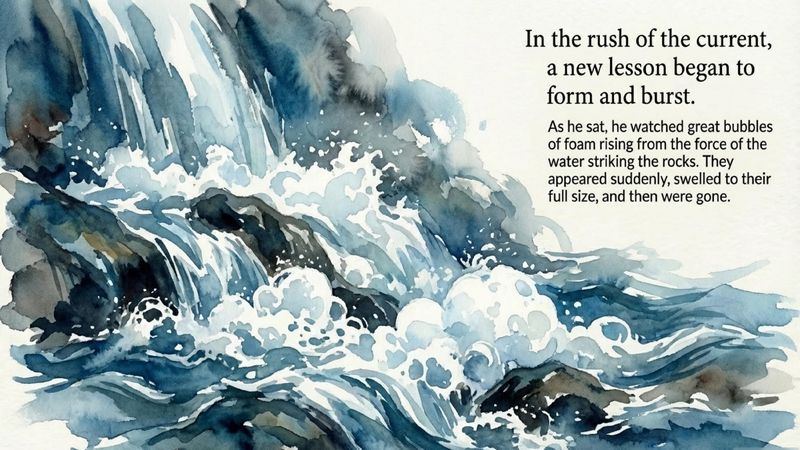 In the rush of the current,
a new lesson began to
form and burst.
As he sat, he watched great bubbles
of foam rising from the force of the
water striking the rocks. They
appeared suddenly, swelled to their
full size, and then were gone.